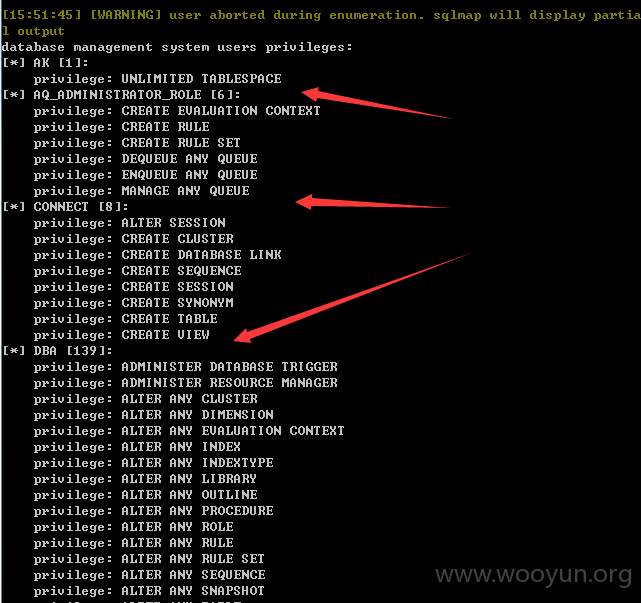 [15:51:45] [WARNING] user aborted during enumeration. sqlmap will display partia
l output
database management system users privileges:
[*] AK [1]:
    privilege: UNLIMITED TABLESPACE
[*] AQ_ADMINISTRATOR_ROLE [6]:
    privilege: CREATE EVALUATION CONTEXT
    privilege: CREATE RULE
    privilege: CREATE RULE SET
    privilege: DEQUEUE ANY QUEUE
    privilege: ENQUEUE ANY QUEUE
    privilege: MANAGE ANY QUEUE
[*] CONNECT [8]:
    privilege: ALTER SESSION
    privilege: CREATE CLUSTER
    privilege: CREATE DATABASE LINK
    privilege: CREATE SEQUENCE
    privilege: CREATE SESSION
    privilege: CREATE SYNONYM
    privilege: CREATE TABLE
    privilege: CREATE VIEW
[*] DBA [139]:
    privilege: ADMINISTER DATABASE TRIGGER
    privilege: ADMINISTER RESOURCE MANAGER
    privilege: ALTER ANY CLUSTER
    privilege: ALTER ANY DIMENSION
    privilege: ALTER ANY EVALUATION CONTEXT
    privilege: ALTER ANY INDEX
    privilege: ALTER ANY INDEXTYPE
    privilege: ALTER ANY LIBRARY
    privilege: ALTER ANY OUTLINE
    privilege: ALTER ANY PROCEDURE
    privilege: ALTER ANY ROLE
    privilege: ALTER ANY RULE
    privilege: ALTER ANY RULE SET
    privilege: ALTER ANY SEQUENCE
    privilege: ALTER ANY SNAPSHOT
www.wooyun.org